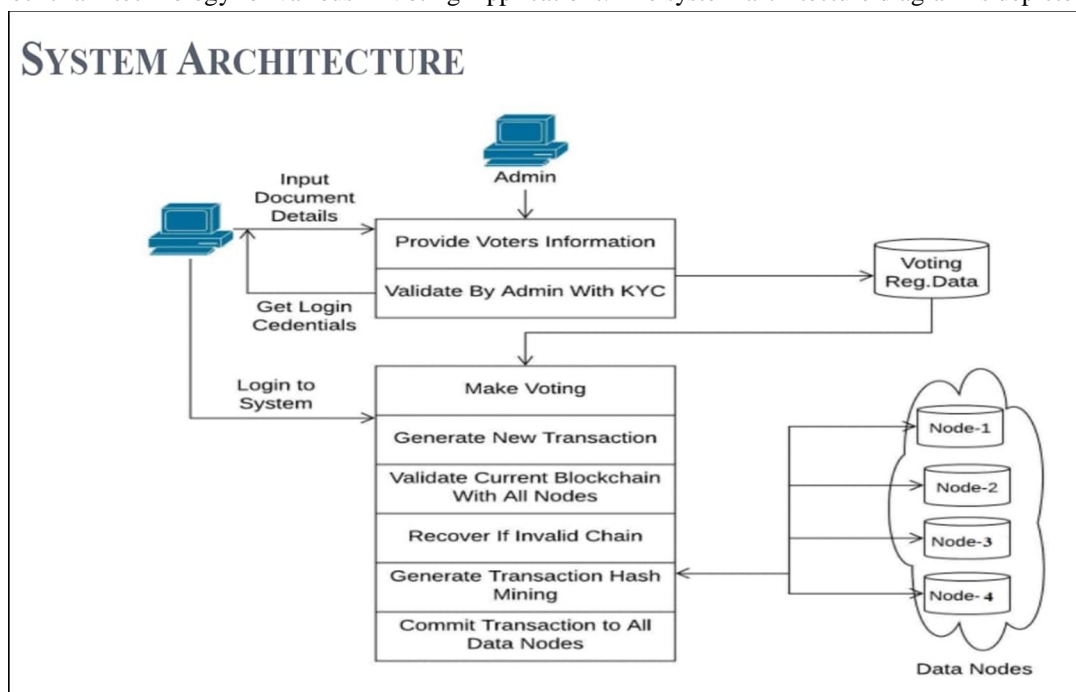 SYSTEM ARCHITECTURE
Admin
Input
Document
Details
Provide Voters Information
Validate By Admin With KYC
Get Login
Cedentials
Voting
Reg.Data
Login to
System
Make Voting
Generate New Transaction
Validate Current Blockchain
With All Nodes
Recover If Invalid Chain
Generate Transaction Hash
Mining
Commit Transaction to All
Data Nodes
Node-1
Node-2
Node-3
Node-4
Data Nodes